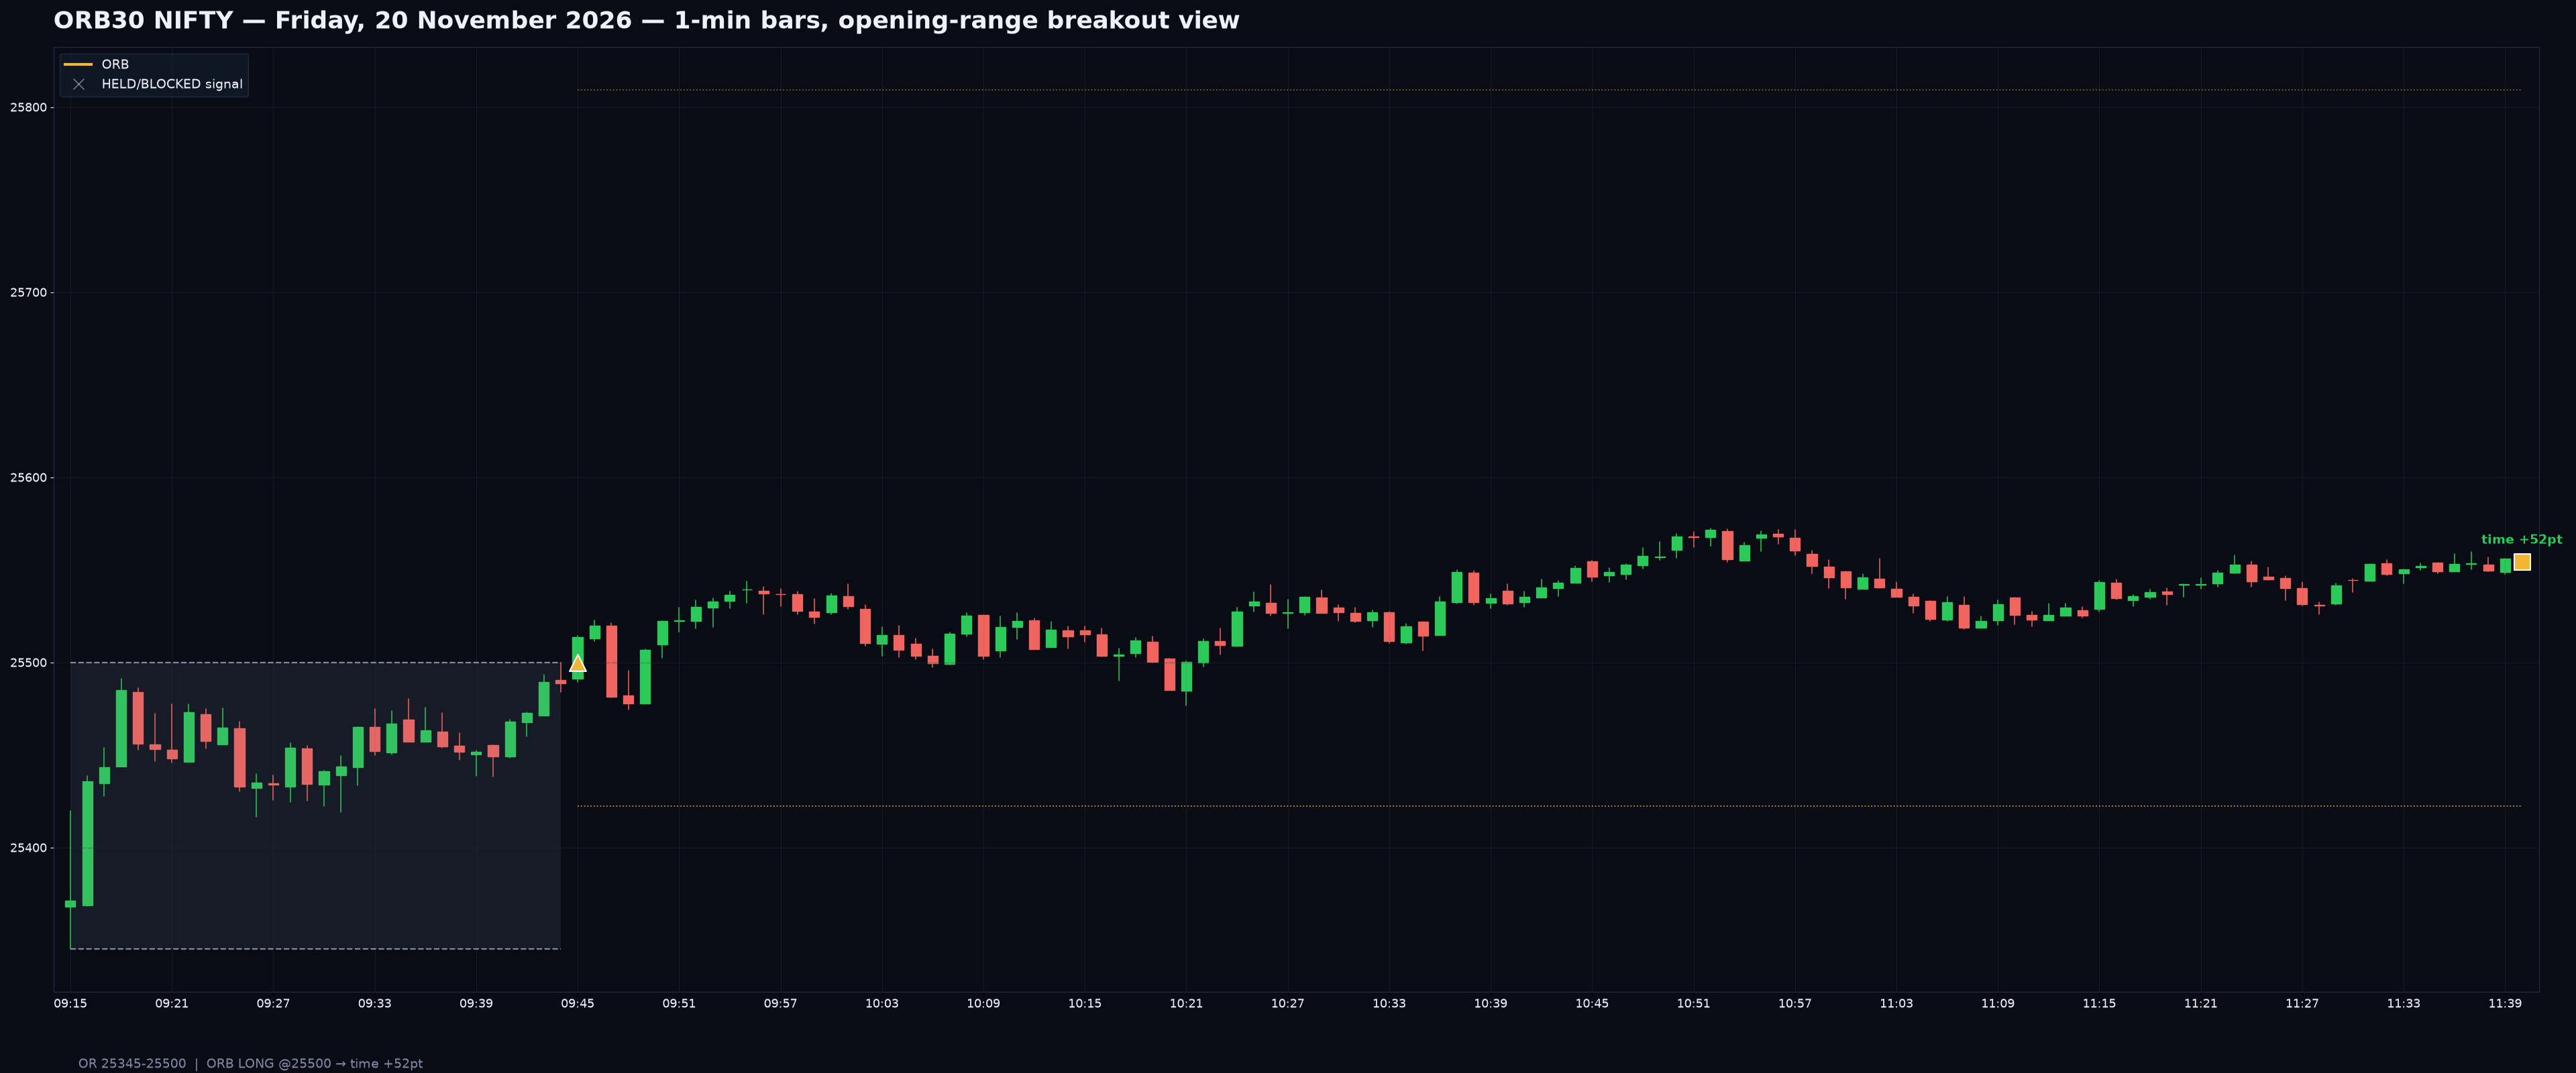 ORB30 NIFTY — Friday, 20 November 2026 — 1-min bars, opening-range breakout view
ORB
HELD/BLOCKED signal
25800
25700
25600
25500
25400
time +52pt
09:15 09:21 09:27 09:33 09:39 09:45 09:51 09:57 10:03 10:09 10:15 10:21 10:27 10:33 10:39 10:45 10:51 10:57 11:03 11:09 11:15 11:21 11:27 11:33 11:39
OR 25345-25500 | ORB LONG @25500 → time +52pt